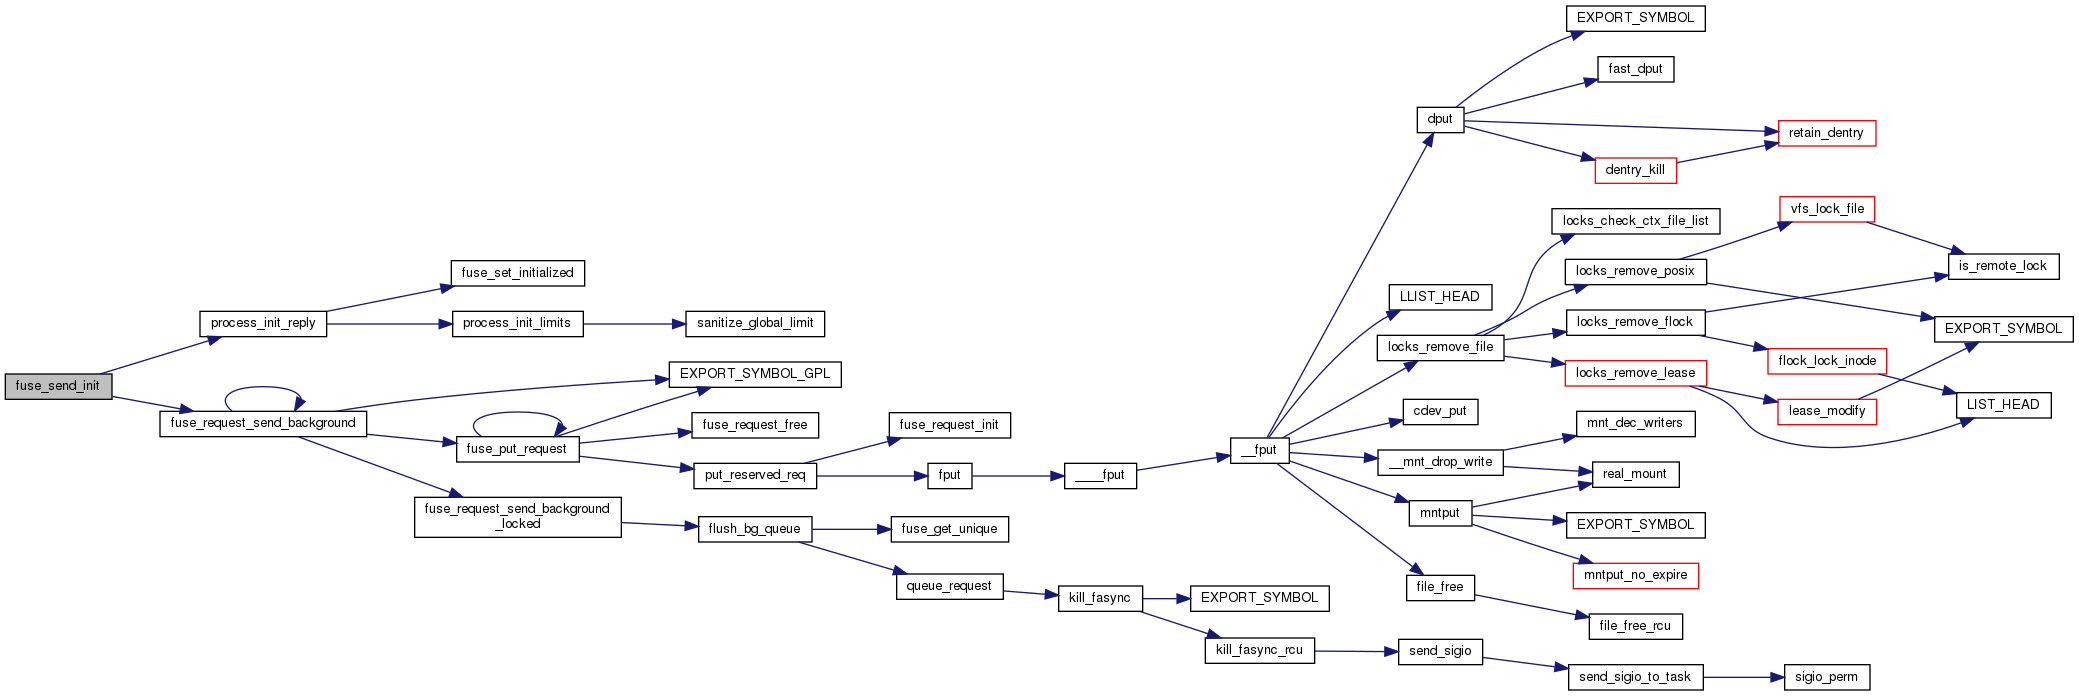 EXPORT_SYMBOL
fast_dput
dput
retain_dentry
dentry_kill
vfs_lock_file
locks_check_ctx_file_list
is_remote_lock
locks_remove_posix
fuse_set_initialized
LLIST_HEAD
process_init_reply
process_init_limits
sanitize_global_limit
locks_remove_flock
EXPORT_SYMBOL
locks_remove_file
flock_lock_inode
locks_remove_lease
EXPORT_SYMBOL_GPL
fuse_send_init
LIST_HEAD
lease_modify
cdev_put
fuse_request_send_background
fuse_request_free
fuse_request_init
mnt_dec_writers
fuse_put_request
__fput
__mnt_drop_write
put_reserved_req
fput
____fput
real_mount
fuse_request_send_background
_locked
mntput
EXPORT_SYMBOL
flush_bg_queue
fuse_get_unique
mntput_no_expire
queue_request
file_free
kill_fasync
EXPORT_SYMBOL
file_free_rcu
kill_fasync_rcu
send_sigio
send_sigio_to_task
sigio_perm